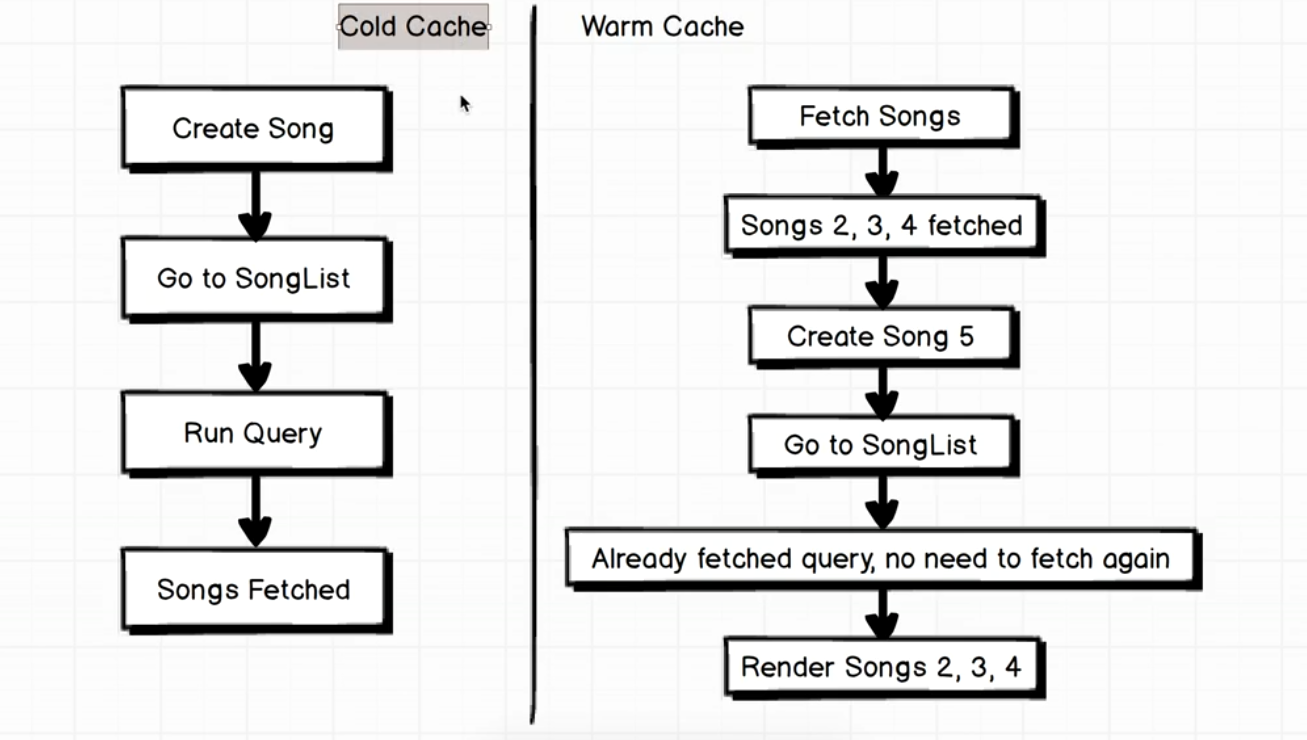 Cold Cache
Create Song
Go to SongList
Run Query
Songs Fetched
Warm Cache
Fetch Songs
Songs 2, 3, 4 fetched
Create Song 5
Go to SongList
Already fetched query, no need to fetch again
Render Songs 2, 3, 4